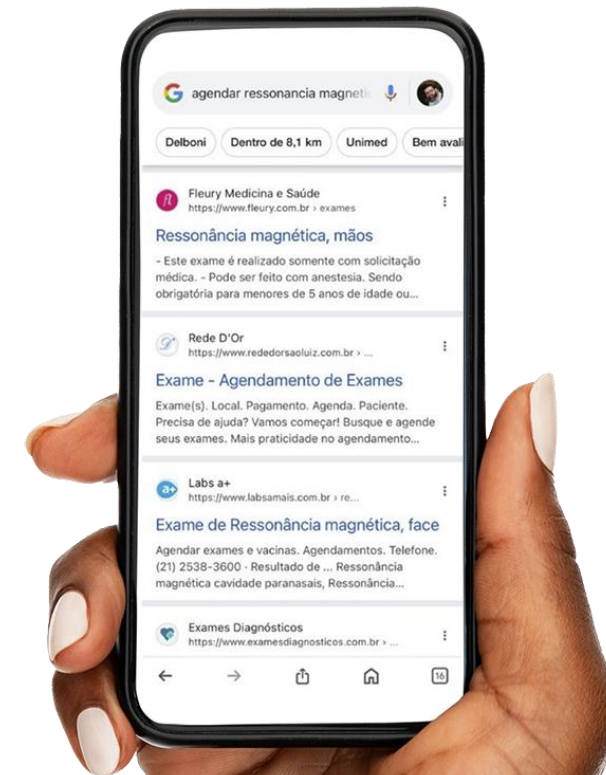 agendar ressonancia magneti
Delboni Dentro de 8,1 km Unimed Bem avali
Fleury Medicina e Saúde
https://www.fleury.com.br › exames
Ressonância magnética, mãos
- Este exame é realizado somente com solicitação
médica. - Pode ser feito com anestesia. Sendo
obrigatória para menores de 5 anos de idade ou...
Rede D'Or
https://www.rededorsaoluiz.com.br › ...
Exame - Agendamento de Exames
Exame(s). Local. Pagamento. Agenda. Paciente.
Precisa de ajuda? Vamos começar! Busque e agende
seus exames. Mais praticidade no agendamento...
a+ Labs a+
https://www.labsamais.com.br › re...
Exame de Ressonância magnética, face
Agendar exames e vacinas. Agendamentos. Telefone.
(21) 2538-3600 · Resultado de ... Ressonância
magnética cavidade paranasais, Ressonância...
Exames Diagnósticos
https://www.examesdiagnosticos.com.br › ...
16